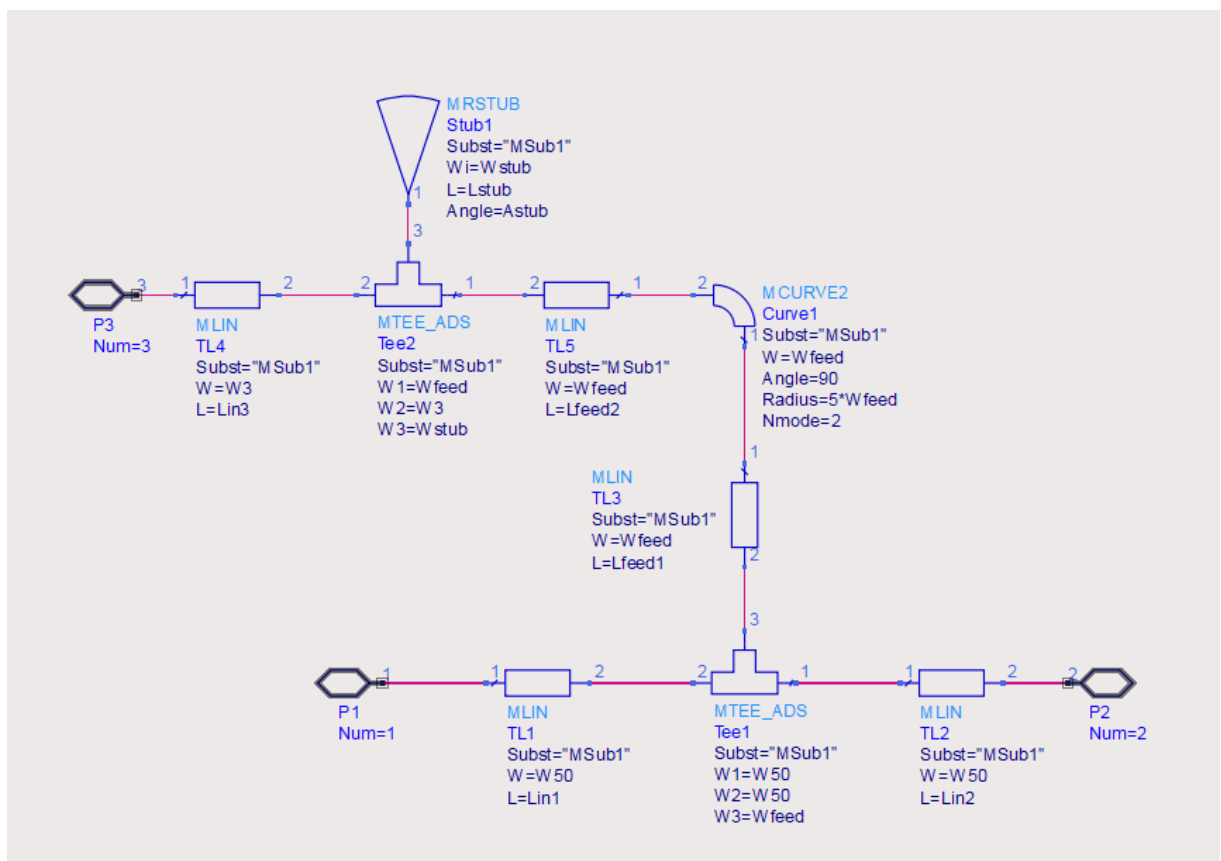 MRSTUB
Stub1
Subst="MSub1"
Wi=Wstub
L=Lstub
Angle=Astub
1
3
3
1
2
2
1
2
1
2
P3
Num=3
MLIN
TL4
Subst="MSub1"
W=W3
L=Lin3
MTEE_ADS
Tee2
Subst="MSub1"
W1=Wfeed
W2=W3
W3=Wstub
MLIN
TL5
Subst="MSub1"
W=Wfeed
L=Lfeed2
MCURVE2
Curve1
Subst="MSub1"
W=Wfeed
Angle=90
Radius=5*Wfeed
Nmode=2
1
1
MLIN
TL3
Subst="MSub1"
W=Wfeed
L=Lfeed1
2
3
1
1
2
2
1
1
2
2
P1
Num=1
MLIN
TL1
Subst="MSub1"
W=W50
L=Lin1
MTEE_ADS
Tee1
Subst="MSub1"
W1=W50
W2=W50
W3=Wfeed
MLIN
TL2
Subst="MSub1"
W=W50
L=Lin2
P2
Num=2